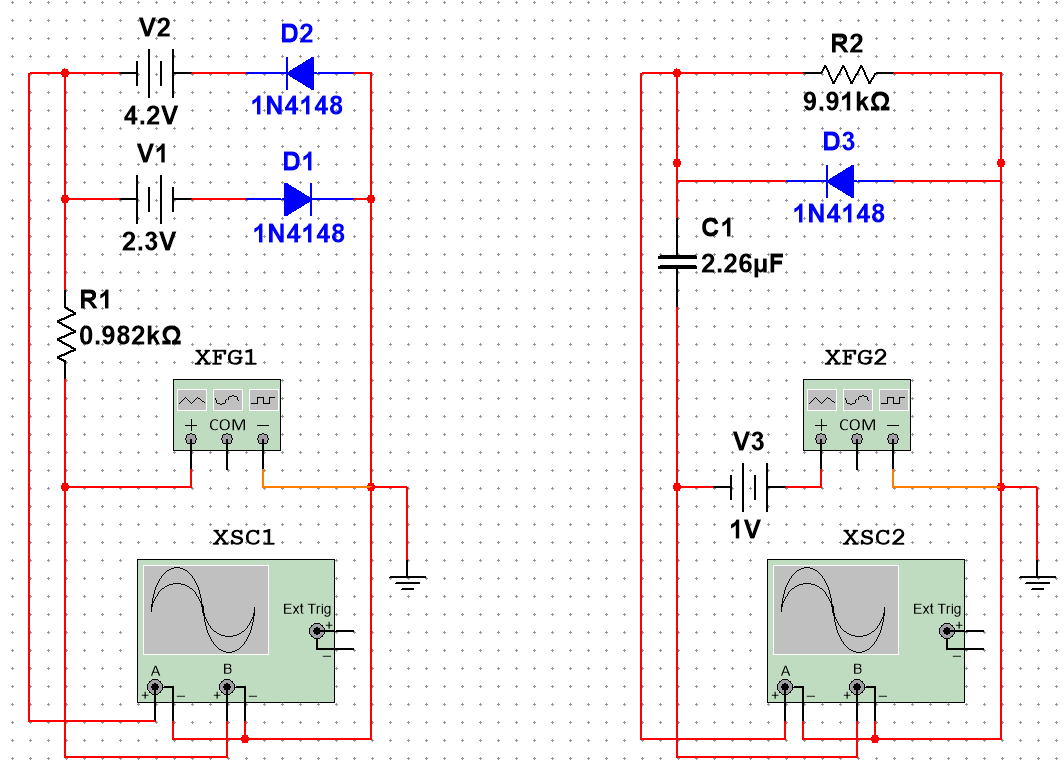 V2
D2
4.2V
1N4148
V1
D1
2.3V
1N4148
R1
0.982kΩ
XFG1
+ COM −
XSC1
Ext Trig
+
−
A
B
+ − + −
R2
9.91kΩ
D3
1N4148
C1
2.26µF
XFG2
+ COM −
V3
1V
XSC2
Ext Trig
+
−
A
B
+ − + −